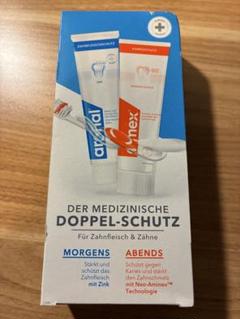 ZAHNFLEISCHSCHUTZ
aronal
elmex
DER MEDIZINISCHE
DOPPEL-SCHUTZ
Für Zahnfleisch & Zähne
MORGENS
Stärkt und
schützt das
Zahnfleisch
mit Zink
ABENDS
Schützt gegen
Karies und stärkt
den Zahnschmelz
mit Neo-Aminex™
Technologie